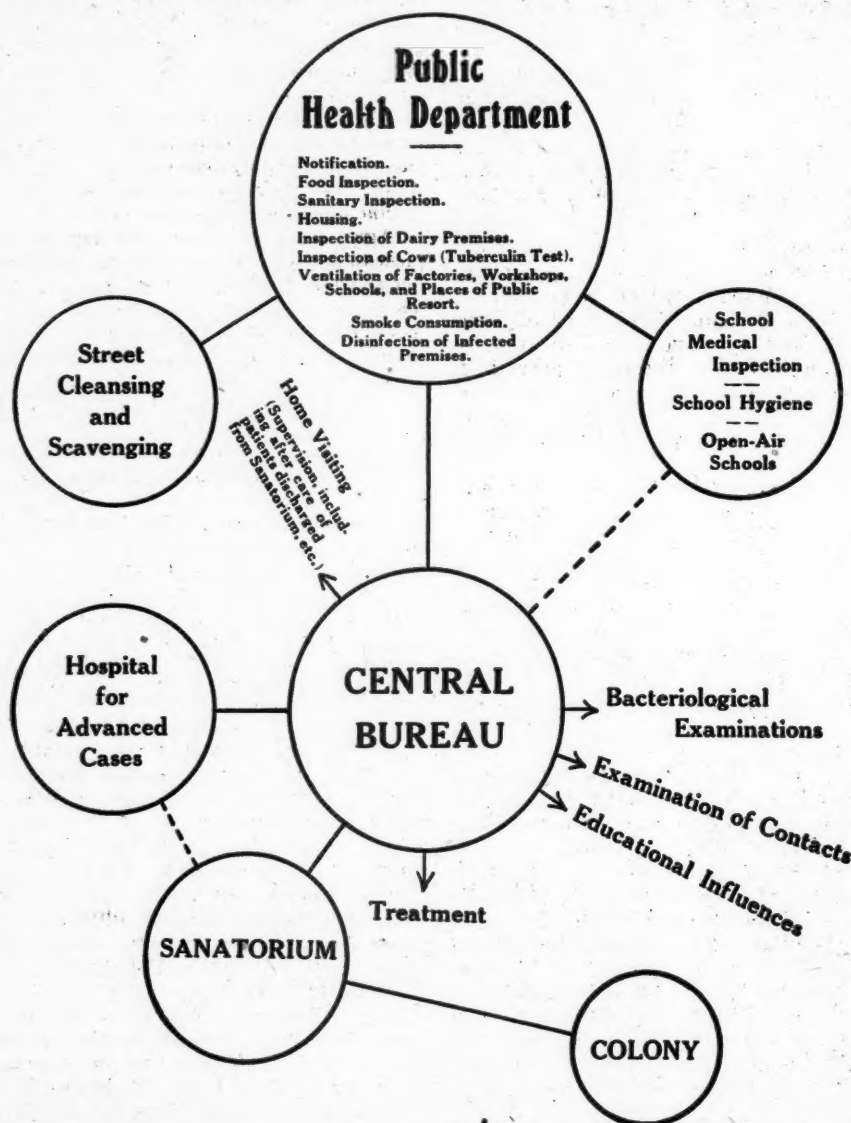 Public
Health Department
Notification.
Food Inspection.
Sanitary Inspection.
Housing.
Inspection of Dairy Premises.
Inspection of Cows (Tuberculin Test).
Ventilation of Factories, Workshops,
Schools, and Places of Public
Resort.
Smoke Consumption.
Disinfection of Infected
Premises.
Street
Cleansing
and
Scavenging
School
Medical
Inspection
School Hygiene
Open-Air
Schools
Home Visiting
(Supervision, includ-
ing after care of
patients discharged
from Sanatorium, etc.)
Hospital
for
Advanced
Cases
CENTRAL
BUREAU
Bacteriological
Examinations
Examination of Contacts
Educational Influences
Treatment
SANATORIUM
COLONY